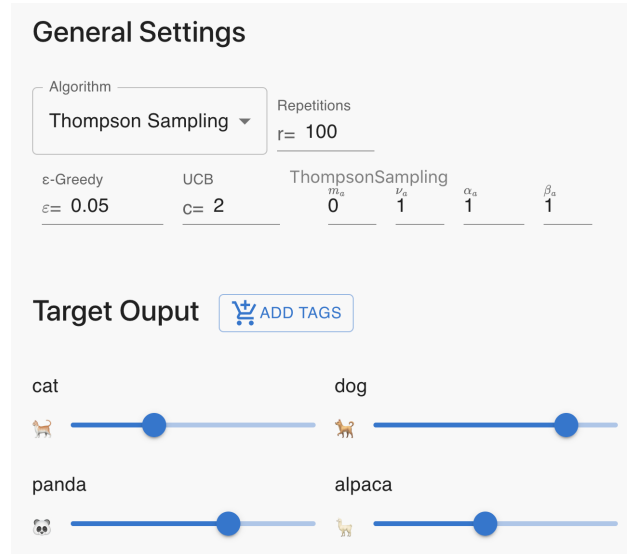 General Settings
Algorithm
Thompson Sampling
Repetitions
r= 100
ε-Greedy
ε= 0.05
UCB
c= 2
ThompsonSampling
mₐ νₐ αₐ βₐ
0 1 1 1
Target Ouput
ADD TAGS
cat
dog
panda
alpaca